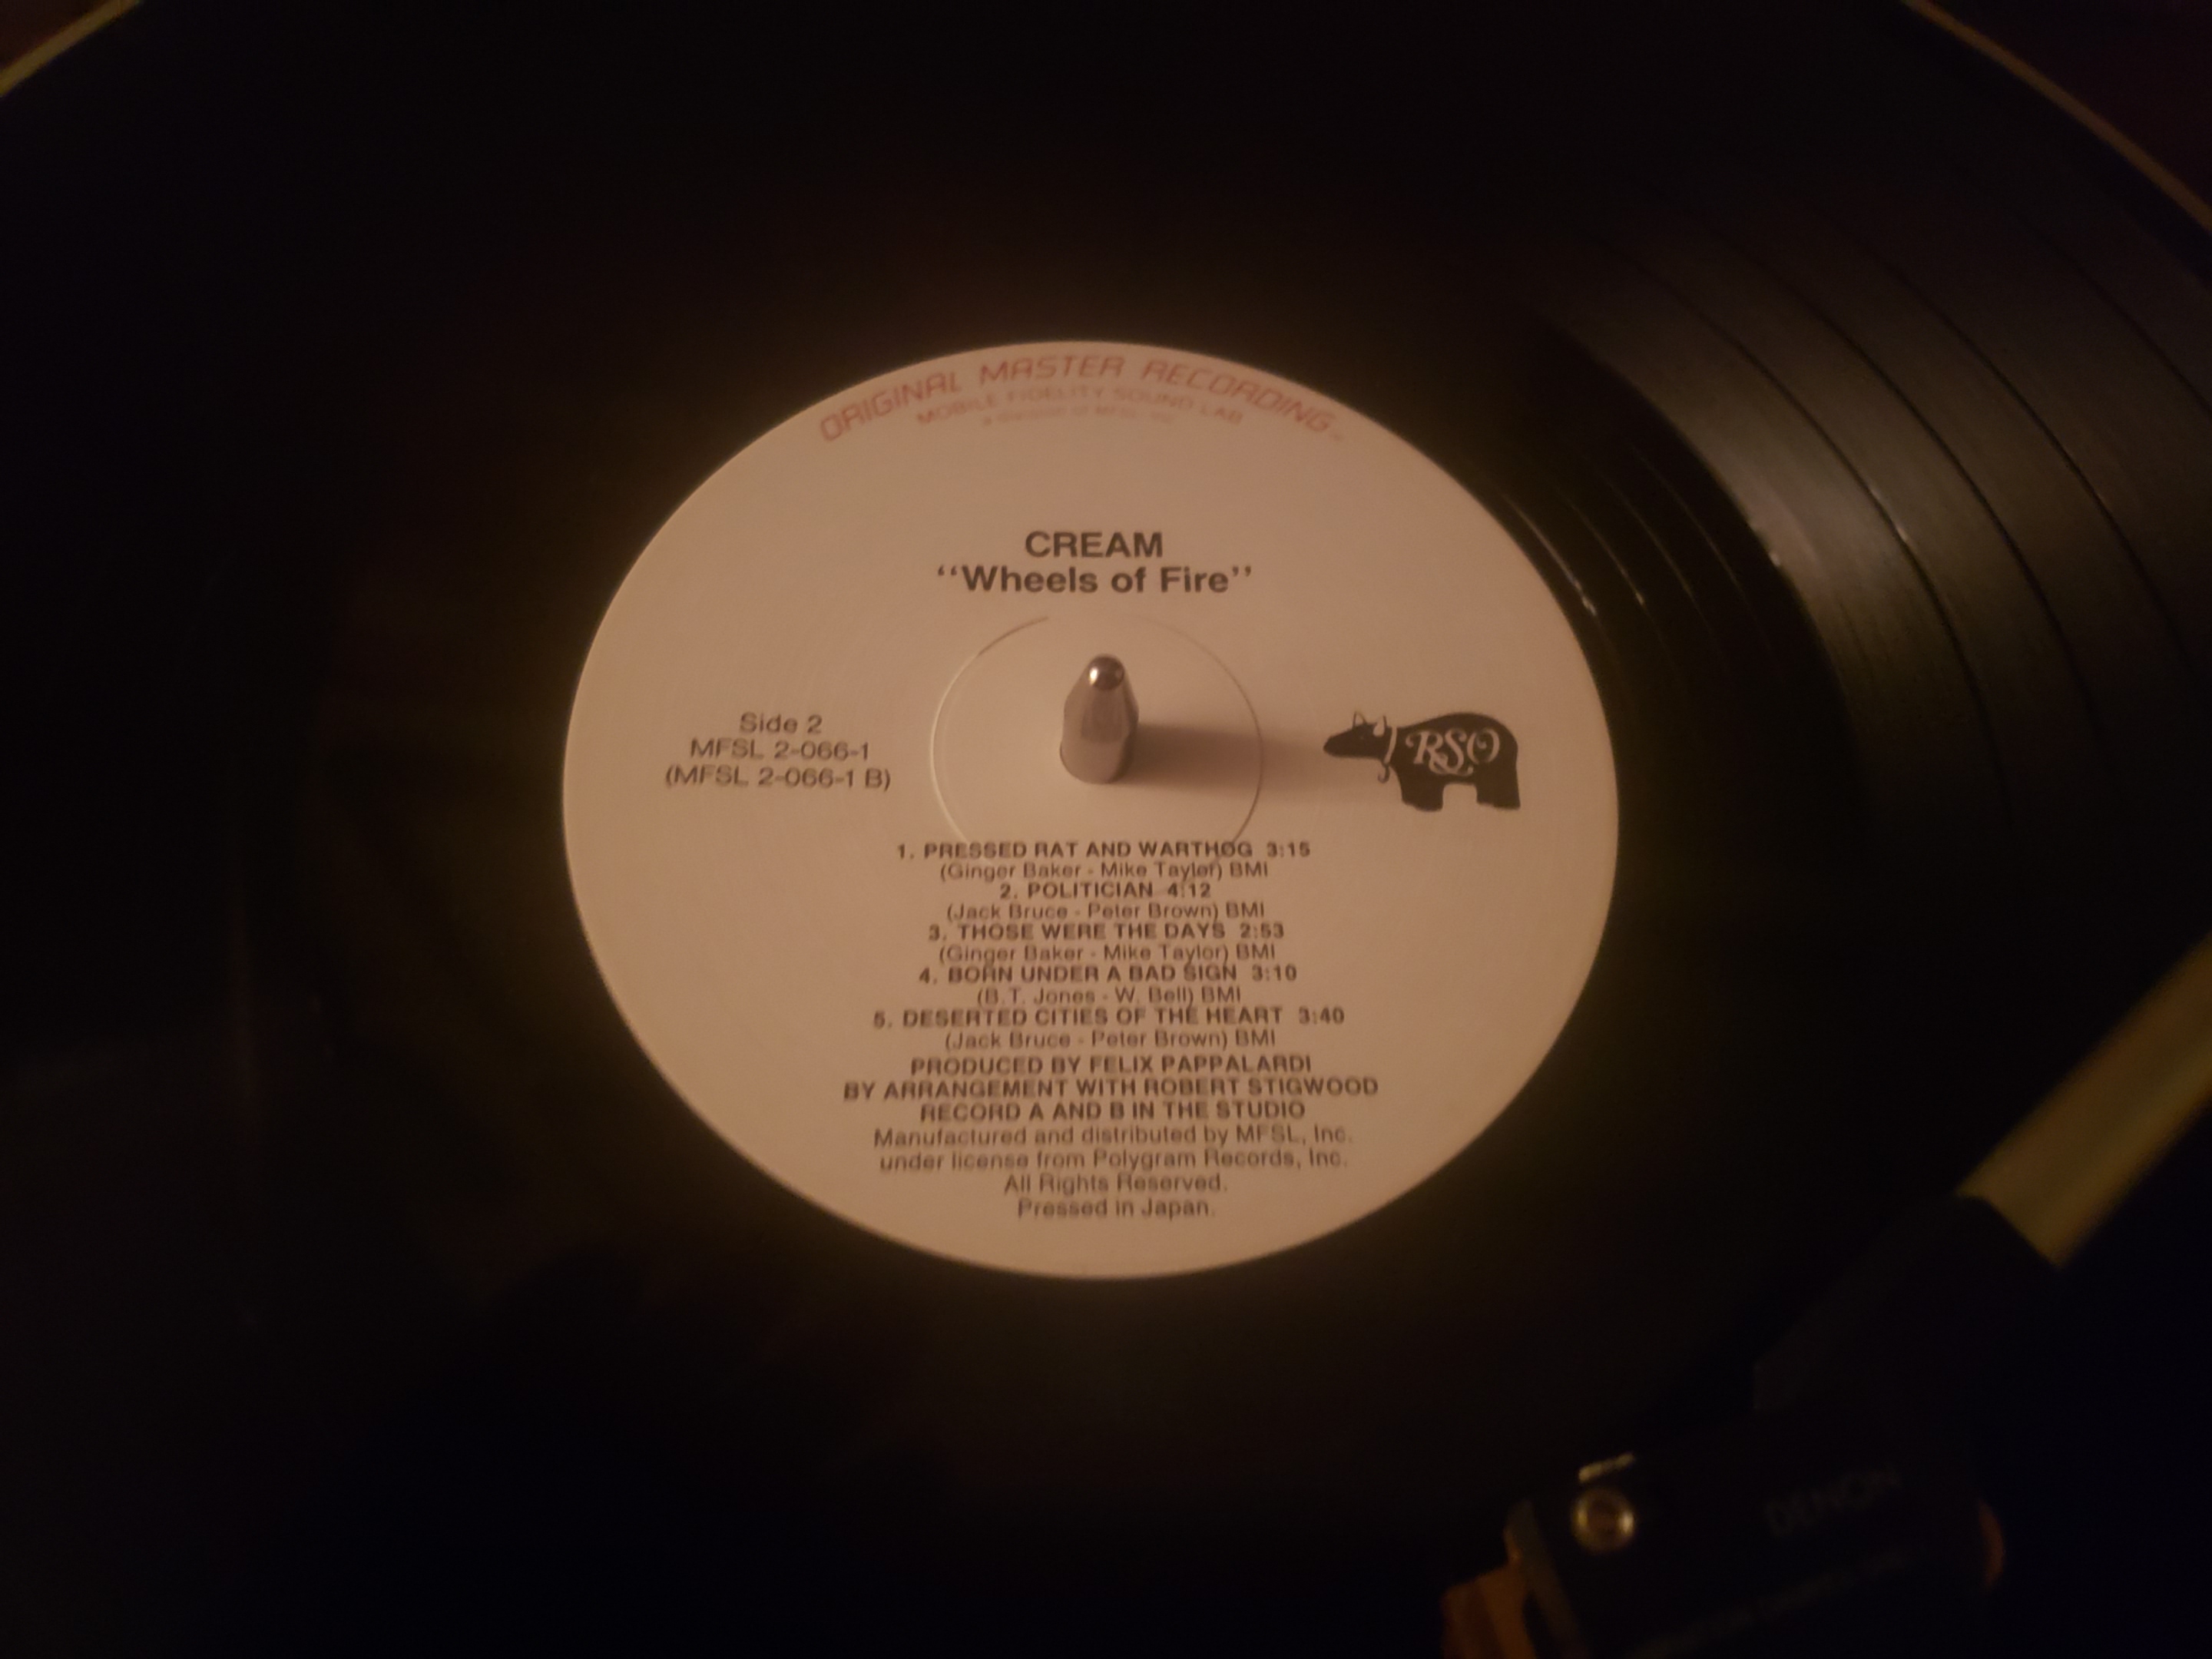 ORIGINAL MASTER RECORDING
MOBILE FIDELITY SOUND LAB
CREAM
“Wheels of Fire”
Side 2
MFSL 2-066-1
(MFSL 2-066-1 B)
RSO
1. PRESSED RAT AND WARTHOG 3:15
(Ginger Baker - Mike Taylor) BMI
2. POLITICIAN 4:12
(Jack Bruce - Peter Brown) BMI
3. THOSE WERE THE DAYS 2:53
(Ginger Baker - Mike Taylor) BMI
4. BORN UNDER A BAD SIGN 3:10
(B.T. Jones - W. Bell) BMI
5. DESERTED CITIES OF THE HEART 3:40
(Jack Bruce - Peter Brown) BMI
PRODUCED BY FELIX PAPPALARDI
BY ARRANGEMENT WITH ROBERT STIGWOOD
RECORD A AND B IN THE STUDIO
Manufactured and distributed by MFSL, Inc.
under license from Polygram Records, Inc.
All Rights Reserved.
Pressed in Japan.
DENON